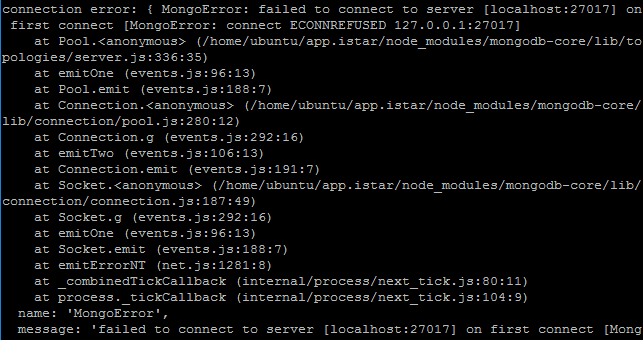 connection error: { MongoError: failed to connect to server [localhost:27017] on
first connect [MongoError: connect ECONNREFUSED 127.0.0.1:27017]
at Pool.<anonymous> (/home/ubuntu/app.istar/node_modules/mongodb-core/lib/to
pologies/server.js:336:35)
at emitOne (events.js:96:13)
at Pool.emit (events.js:188:7)
at Connection.<anonymous> (/home/ubuntu/app.istar/node_modules/mongodb-core/
lib/connection/pool.js:280:12)
at Connection.g (events.js:292:16)
at emitTwo (events.js:106:13)
at Connection.emit (events.js:191:7)
at Socket.<anonymous> (/home/ubuntu/app.istar/node_modules/mongodb-core/lib/
connection/connection.js:187:49)
at Socket.g (events.js:292:16)
at emitOne (events.js:96:13)
at Socket.emit (events.js:188:7)
at emitErrorNT (net.js:1281:8)
at _combinedTickCallback (internal/process/next_tick.js:80:11)
at process._tickCallback (internal/process/next_tick.js:104:9)
name: 'MongoError',
message: 'failed to connect to server [localhost:27017] on first connect [Mong